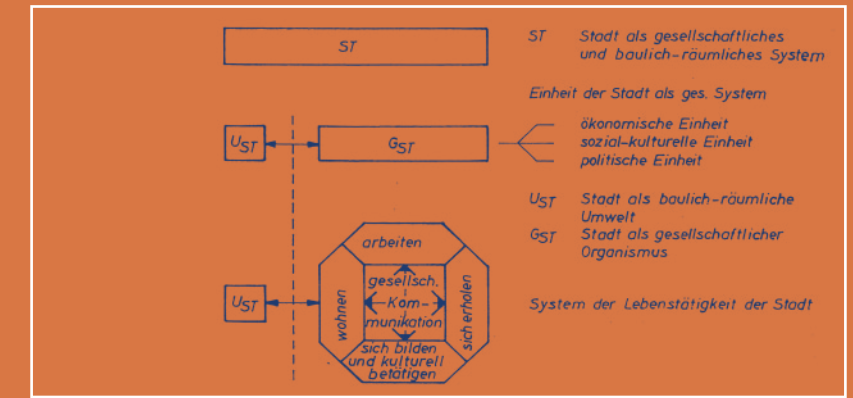 ST
ST Stadt als gesellschaftliches
und baulich-räumliches System
Einheit der Stadt als ges. System
UST
GST
ökonomische Einheit
sozial-kulturelle Einheit
politische Einheit
UST Stadt als baulich-räumliche
Umwelt
GST Stadt als gesellschaftlicher
Organismus
arbeiten
gesellsch.
Kom-
munikation
wohnen
sich erholen
sich bilden
und kulturell
betätigen
UST
System der Lebenstätigkeit der Stadt